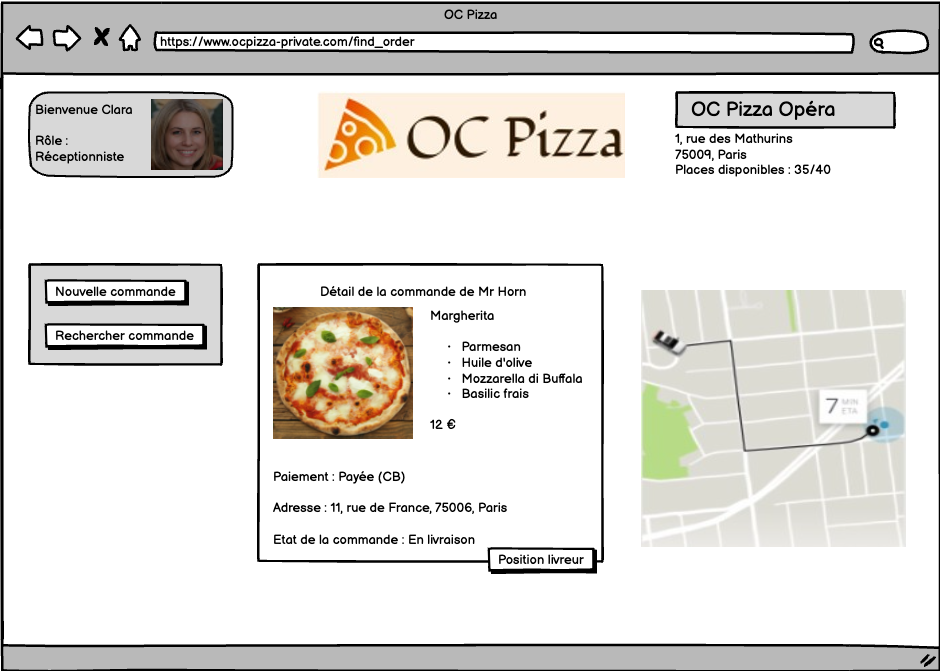 OC Pizza
https://www.ocpizza-private.com/find_order
Bienvenue Clara
Rôle :
Réceptionniste
OC Pizza
OC Pizza Opéra
1, rue des Mathurins
75009, Paris
Places disponibles : 35/40
Nouvelle commande
Rechercher commande
Détail de la commande de Mr Horn
Margherita
· Parmesan
· Huile d'olive
· Mozzarella di Buffala
· Basilic frais
12 €
Paiement : Payée (CB)
Adresse : 11, rue de France, 75006, Paris
Etat de la commande : En livraison
Position livreur
7 MIN
ETA